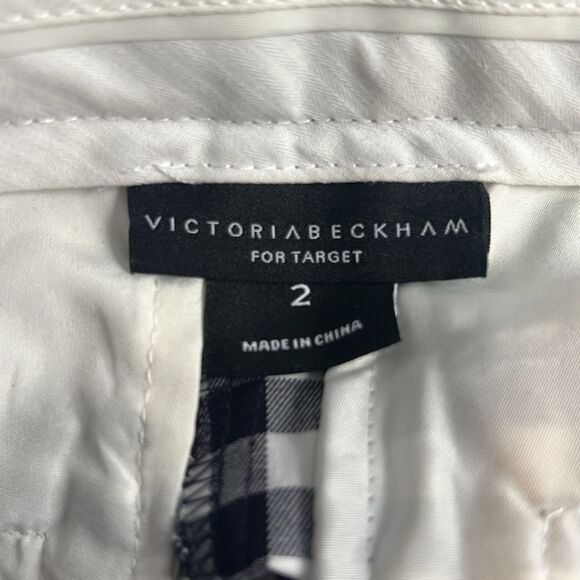 VICTORIABECKHAM
FOR TARGET
2
MADE IN CHINA